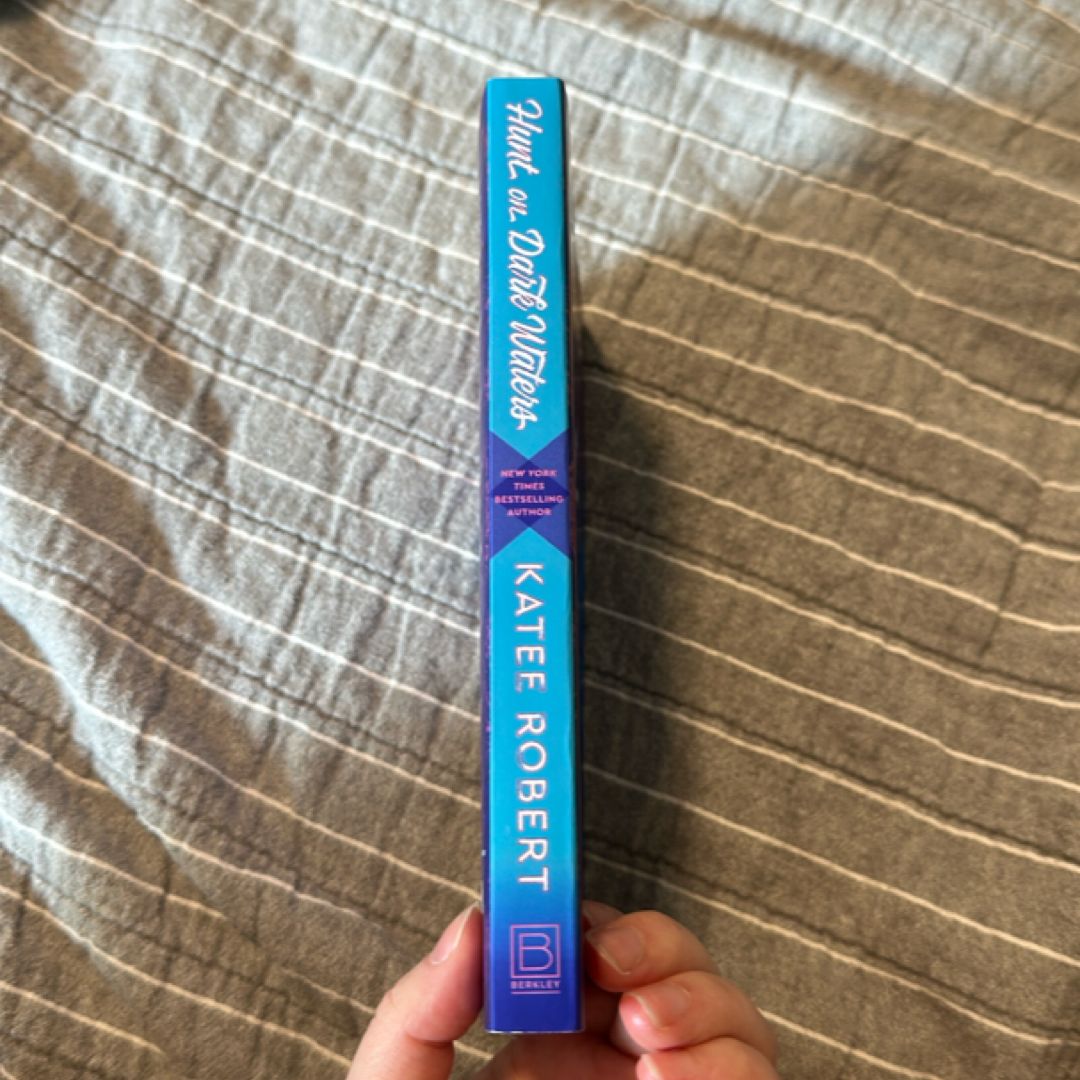 Hunt on Dark Waters
NEW YORK
TIMES
BESTSELLING
AUTHOR
KATEE ROBERT
B
BERKLEY